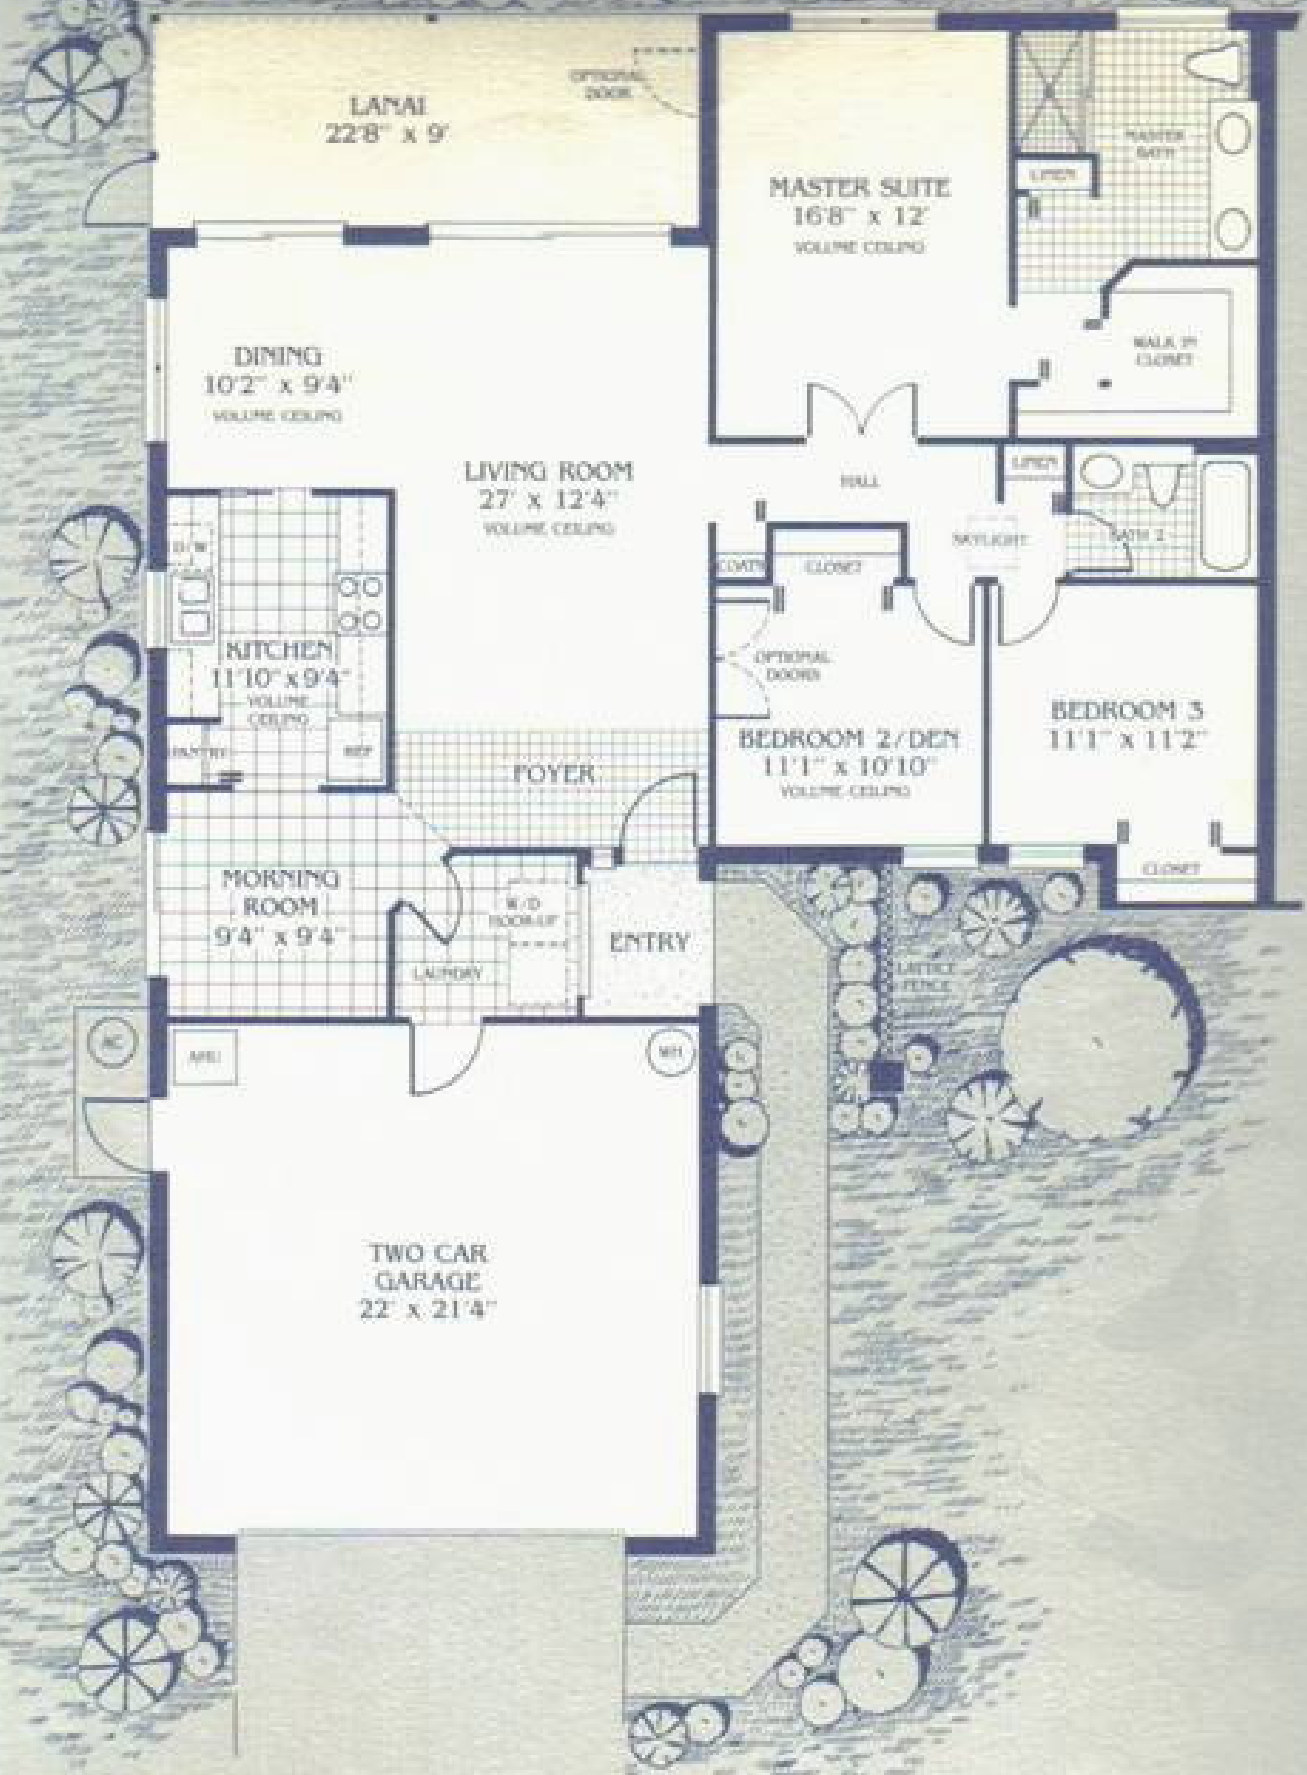 LANAI
22'8" x 9'
OPTIONAL
DOOR
MASTER SUITE
16'8" x 12'
VOLUME CEILING
MASTER
BATH
LINEN
WALK IN
CLOSET
DINING
10'2" x 9'4"
VOLUME CEILING
LIVING ROOM
27' x 12'4"
VOLUME CEILING
HALL
LINEN
SKYLIGHT
BATH 2
COATS
CLOSET
D/W
KITCHEN
11'10" x 9'4"
VOLUME
CEILING
PANTRY
REF
OPTIONAL
DOORS
BEDROOM 2/DEN
11'1" x 10'10"
VOLUME CEILING
BEDROOM 3
11'1" x 11'2"
CLOSET
FOYER
MORNING
ROOM
9'4" x 9'4"
W/D
HOOK-UP
LAUNDRY
ENTRY
LATTICE
FENCE
AC
AHU
WH
TWO CAR
GARAGE
22' x 21'4"